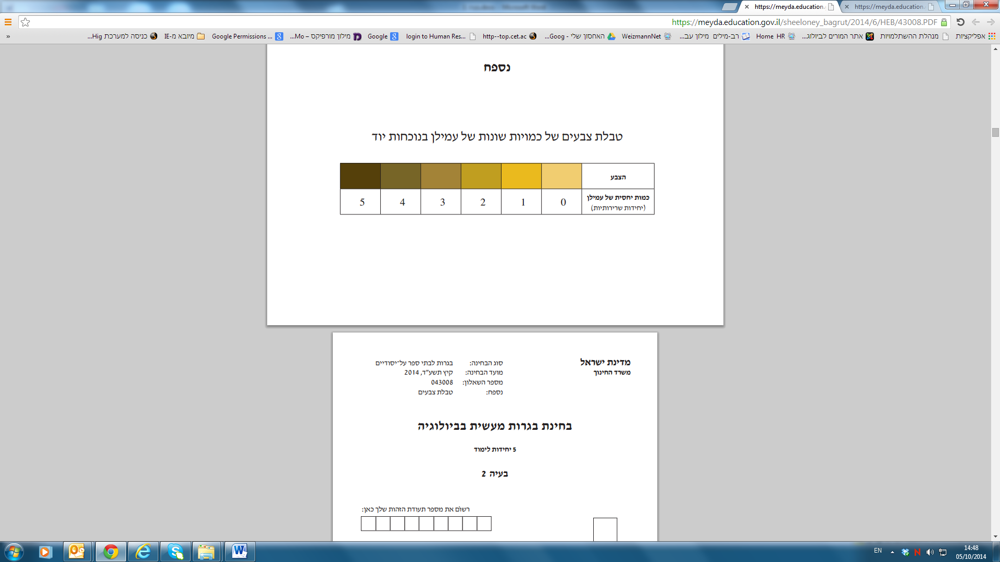 https://meyda.education.
https://meyda.education.
https://meyda.education.gov.il/sheeloney_bagrut/2014/6/HEB/43008.PDF
אפליקציות
מנהלת ההשתלמויות
אתר המורים לביולוג...
Home HR
רב-מילים מילון עב...
WeizmannNet
האחסון שלי - Goog...
http--top.cet.ac
login to Human Res...
Google
מילון מורפיקס – Mo...
Google Permissions ...
מיובא מ-IE
כניסה למערכת Hig...
»
נספח
טבלת צבעים של כמויות שונות של עמילן בנוכחות יוד
הצבע
כמות יחסית של עמילן
(יחידות שרירותיות)
0 1 2 3 4 5
מדינת ישראל
משרד החינוך
סוג הבחינה: בגרות לבתי ספר על־יסודיים
מועד הבחינה: קיץ תשע"ד, 2014
מספר השאלון: 043008
נספח: טבלת צבעים
בחינת בגרות מעשית בביולוגיה
5 יחידות לימוד
בעיה 2
רשום את מספר תעודת הזהות שלך כאן:
EN
14:48
05/10/2014